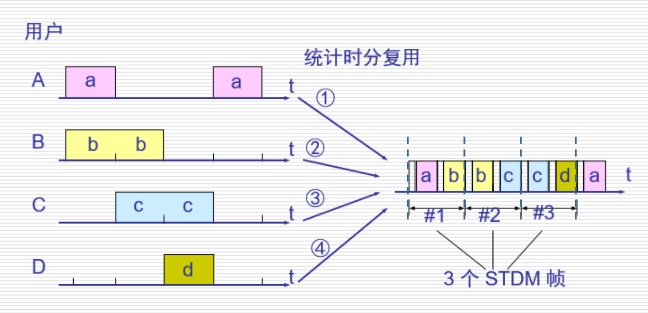 用户
统计时分复用
A a a t ①
B b b t ②
C c c t ③
D d t ④
a b b c c d a t
#1 #2 #3
3 个 STDM 帧